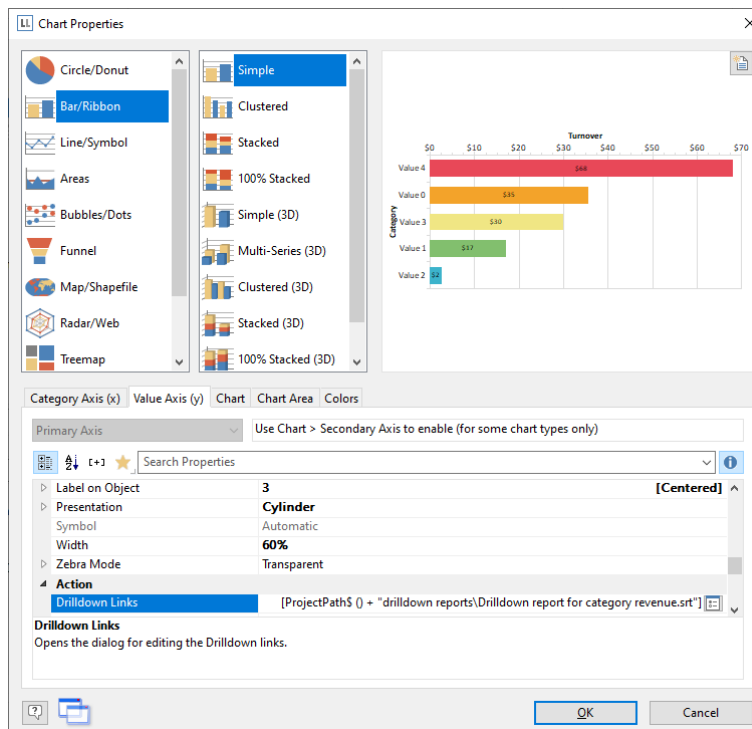 LL Chart Properties
Circle/Donut
Bar/Ribbon
Line/Symbol
Areas
Bubbles/Dots
Funnel
Map/Shapefile
Radar/Web
Treemap
Simple
Clustered
Stacked
100% Stacked
Simple (3D)
Multi-Series (3D)
Clustered (3D)
Stacked (3D)
100% Stacked (3D)
Turnover
$0 $10 $20 $30 $40 $50 $60 $70
Category
Value 4 $68
Value 0 $35
Value 3 $30
Value 1 $17
Value 2 $2
Category Axis (x) Value Axis (y) Chart Chart Area Colors
Primary Axis Use Chart > Secondary Axis to enable (for some chart types only)
Search Properties
Label on Object 3 [Centered]
Presentation Cylinder
Symbol Automatic
Width 60%
Zebra Mode Transparent
Action
Drilldown Links [ProjectPath$ () + "drilldown reports\Drilldown report for category revenue.srt"]
Drilldown Links
Opens the dialog for editing the Drilldown links.
OK Cancel